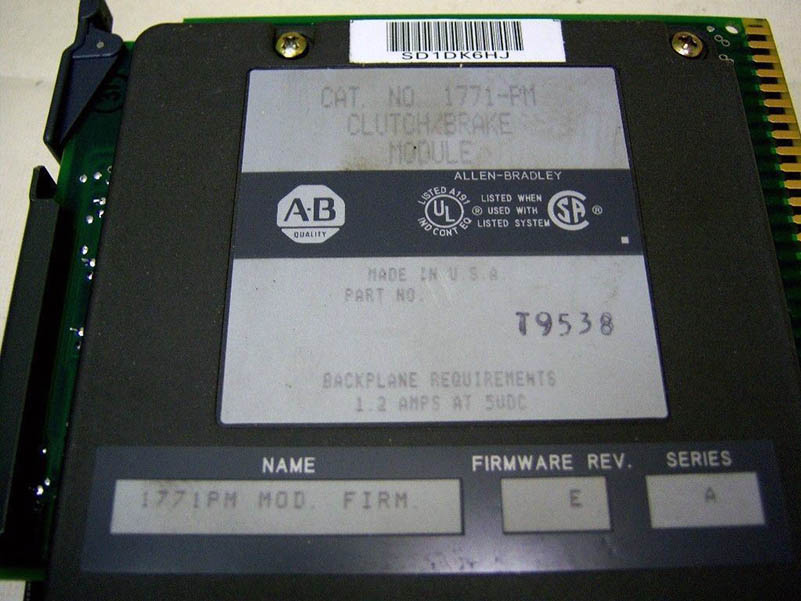 SD1DK6HJ
CAT. NO. 1771-PM
CLUTCH/BRAKE
MODULE
ALLEN-BRADLEY
A-B
QUALITY
LISTED A191
UL
IND CONT EQ
®
LISTED WHEN
USED WITH
LISTED SYSTEM
SA
®
MADE IN U.S.A.
PART NO.
T9538
BACKPLANE REQUIREMENTS
1.2 AMPS AT 5VDC
NAME
FIRMWARE REV.
SERIES
1771PM MOD. FIRM.
E
A